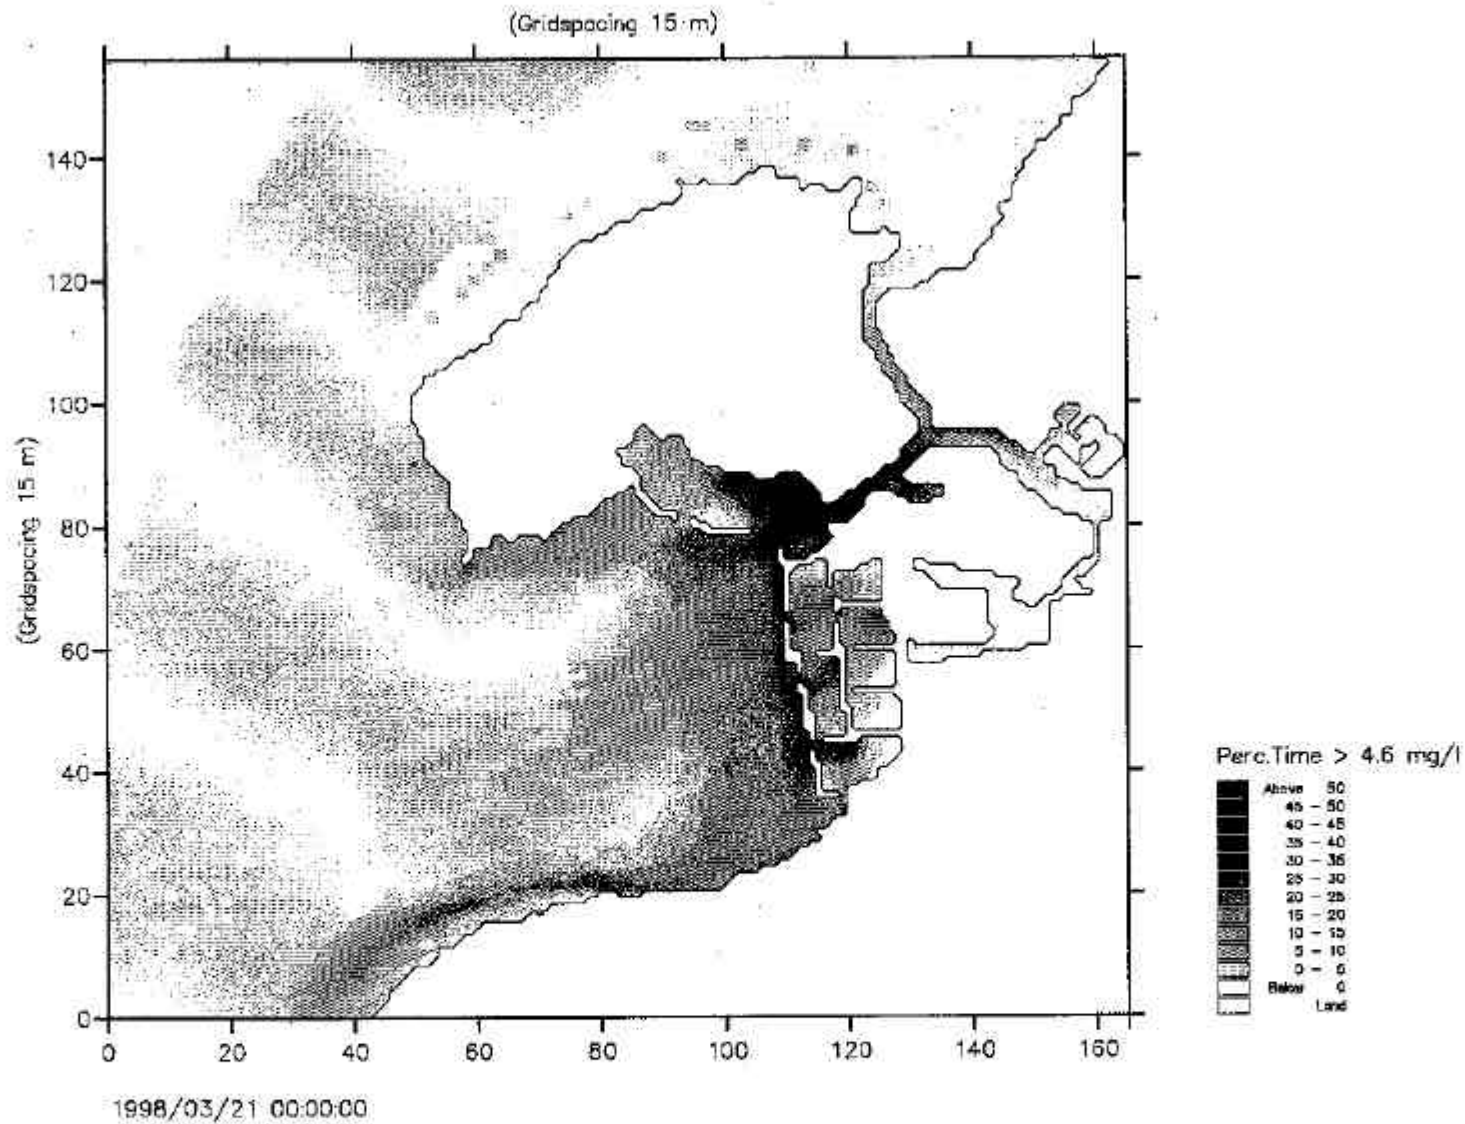 (Gridspacing 15 m)
140
120
100
80
60
40
20
0
(Gridspacing 15 m)
0 20 40 60 80 100 120 140 160
1998/03/21 00:00:00
Perc.Time > 4.6 mg/l
Above 50
45 - 50
40 - 45
35 - 40
30 - 35
25 - 30
20 - 25
15 - 20
10 - 15
5 - 10
0 - 5
Below 0
Land